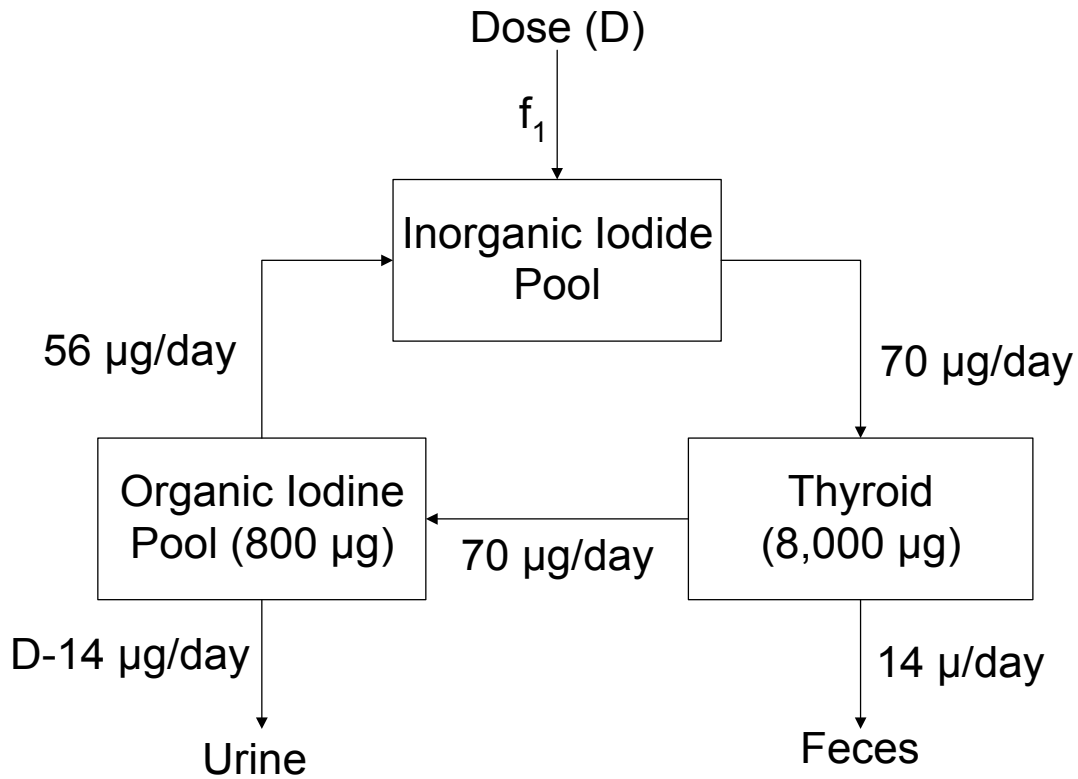 Dose (D)
f₁
Inorganic Iodide
Pool
56 µg/day
70 µg/day
Organic Iodine
Pool (800 µg)
70 µg/day
Thyroid
(8,000 µg)
D-14 µg/day
14 µ/day
Urine
Feces